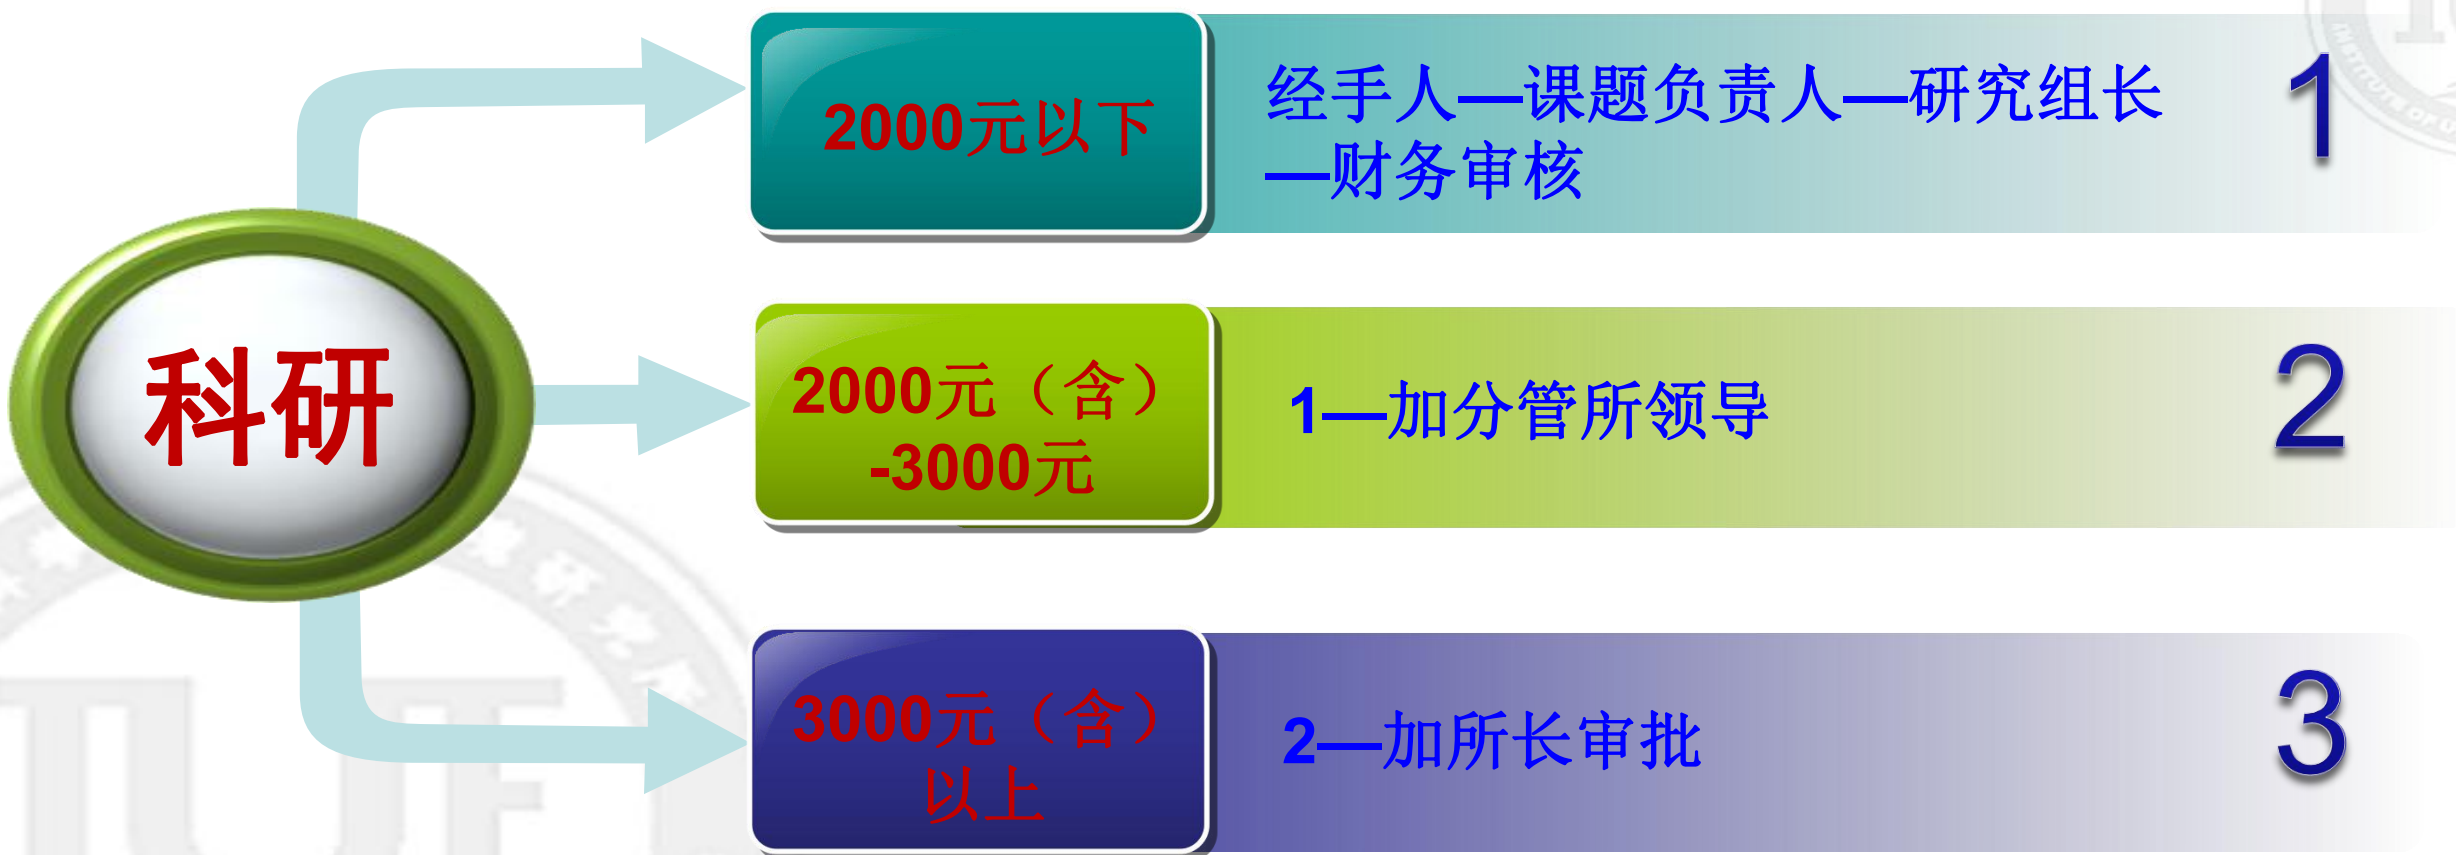 科研
2000元以下
经手人—课题负责人—研究组长
—财务审核
1
2000元（含）
-3000元
1—加分管所领导
2
3000元（含）
以上
2—加所长审批
3